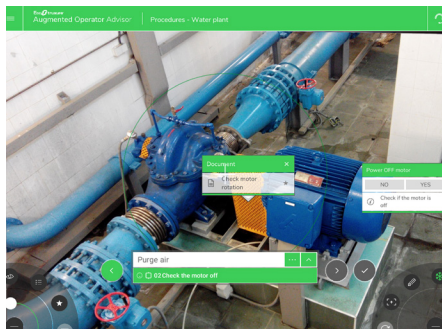 EcoStruxure
Augmented Operator Advisor
Procedures - Water plant
Document
Check motor
rotation
Power OFF motor
NO
YES
Check if the motor is
off
Purge air
02 Check the motor off